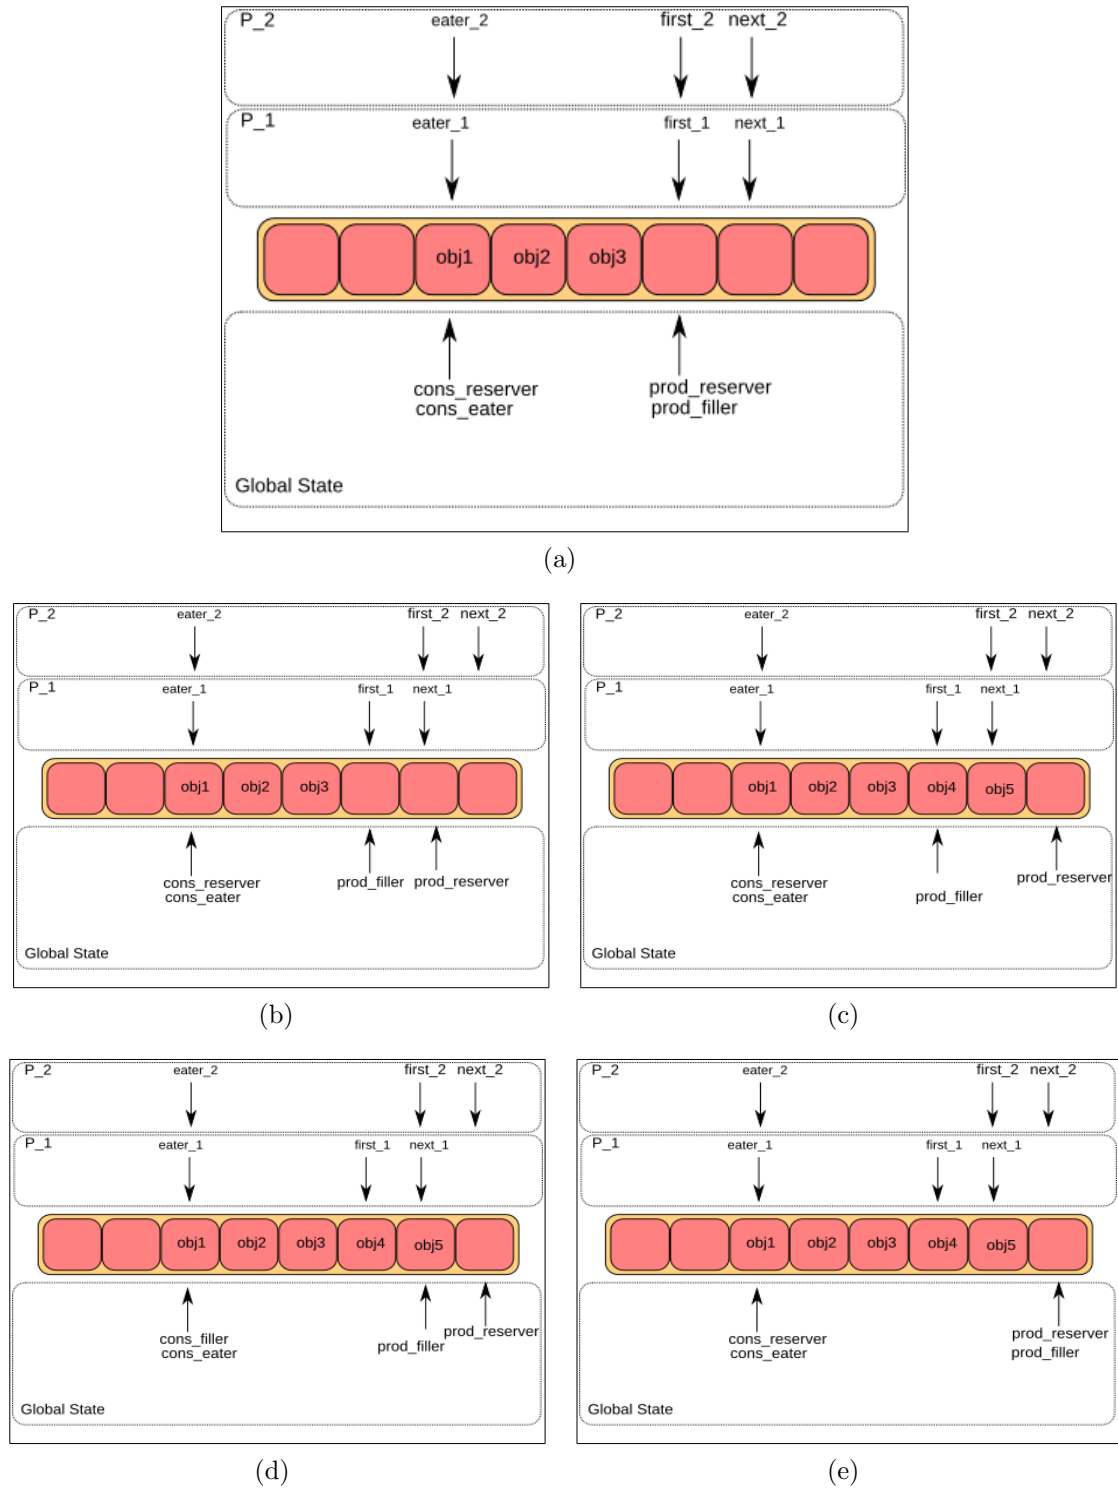 P_2 eater_2 first_2 next_2
P_1 eater_1 first_1 next_1
obj1 obj2 obj3
cons_reserver prod_reserver
cons_eater prod_filler
Global State
(a)
P_2 eater_2 first_2 next_2
P_1 eater_1 first_1 next_1
obj1 obj2 obj3
cons_reserver prod_filler prod_reserver
cons_eater
Global State
(b)
P_2 eater_2 first_2 next_2
P_1 eater_1 first_1 next_1
obj1 obj2 obj3 obj4 obj5
cons_reserver prod_reserver
cons_eater prod_filler
Global State
(c)
P_2 eater_2 first_2 next_2
P_1 eater_1 first_1 next_1
obj1 obj2 obj3 obj4 obj5
cons_filler prod_reserver
cons_eater prod_filler
Global State
(d)
P_2 eater_2 first_2 next_2
P_1 eater_1 first_1 next_1
obj1 obj2 obj3 obj4 obj5
cons_reserver prod_reserver
cons_eater prod_filler
Global State
(e)